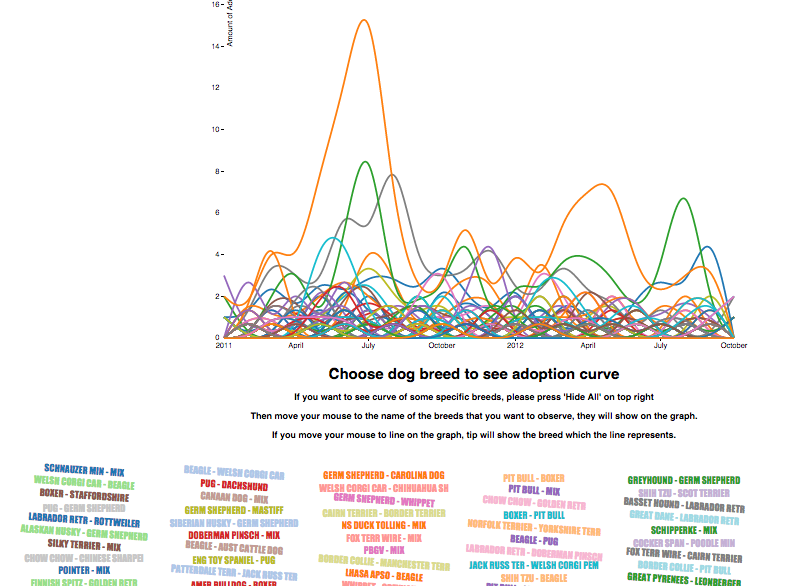 16
Amount of Ado
14
12
10
8
6
4
2
0
2011 April July October 2012 April July October
Choose dog breed to see adoption curve
If you want to see curve of some specific breeds, please press 'Hide All' on top right
Then move your mouse to the name of the breeds that you want to observe, they will show on the graph.
If you move your mouse to line on the graph, tip will show the breed which the line represents.
SCHNAUZER MIN - MIX
WELSH CORGI CAR - BEAGLE
BOXER - STAFFORDSHIRE
PUG - GERM SHEPHERD
LABRADOR RETR - ROTTWEILER
ALASKAN HUSKY - GERM SHEPHERD
SILKY TERRIER - MIX
CHOW CHOW - CHINESE SHARPEI
POINTER - MIX
FINNISH SPITZ - GOLDEN RETR
BEAGLE - WELSH CORGI CAR
PUG - DACHSHUND
CANAAN DOG - MIX
GERM SHEPHERD - MASTIFF
SIBERIAN HUSKY - GERM SHEPHERD
DOBERMAN PINSCH - MIX
BEAGLE - AUST CATTLE DOG
ENG TOY SPANIEL - PUG
PATTERDALE TERR - JACK RUSS TER
AMER BULLDOG - BOXER
GERM SHEPHERD - CAROLINA DOG
WELSH CORGI CAR - CHIHUAHUA SH
GERM SHEPHERD - WHIPPET
CAIRN TERRIER - BORDER TERRIER
NS DUCK TOLLING - MIX
FOX TERR WIRE - MIX
PBGV - MIX
BORDER COLLIE - MANCHESTER TERR
LHASA APSO - BEAGLE
PIT BULL - BOXER
PIT BULL - MIX
CHOW CHOW - GOLDEN RETR
BOXER - PIT BULL
NORFOLK TERRIER - YORKSHIRE TERR
BEAGLE - PUG
LABRADOR RETR - DOBERMAN PINSCH
JACK RUSS TER - WELSH CORGI PEM
SHIN TZU - BEAGLE
GREYHOUND - GERM SHEPHERD
SHIN TZU - SCOT TERRIER
BASSET HOUND - LABRADOR RETR
GREAT DANE - LABRADOR RETR
SCHIPPERKE - MIX
COCKER SPAN - POODLE MIN
FOX TERR WIRE - CAIRN TERRIER
BORDER COLLIE - PIT BULL
GREAT PYRENEES - LEONBERGER